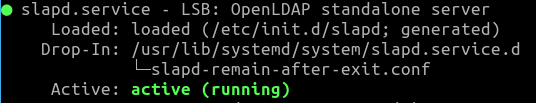 ● slapd.service - LSB: OpenLDAP standalone server
Loaded: loaded (/etc/init.d/slapd; generated)
Drop-In: /usr/lib/systemd/system/slapd.service.d
└─slapd-remain-after-exit.conf
Active: active (running)